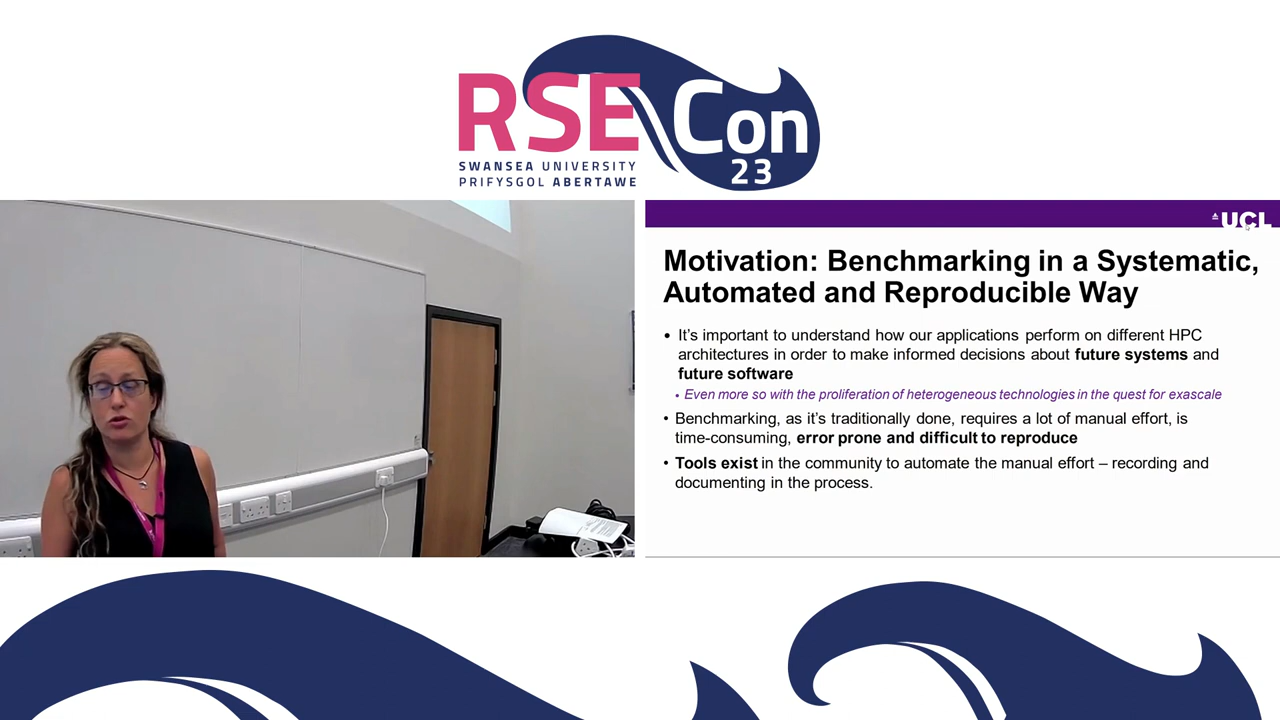 RSE Con
23
SWANSEA UNIVERSITY
PRIFYSGOL ABERTAWE
UCL
Motivation: Benchmarking in a Systematic,
Automated and Reproducible Way
• It's important to understand how our applications perform on different HPC
architectures in order to make informed decisions about future systems and
future software
• Even more so with the proliferation of heterogeneous technologies in the quest for exascale
• Benchmarking, as it's traditionally done, requires a lot of manual effort, is
time-consuming, error prone and difficult to reproduce
• Tools exist in the community to automate the manual effort – recording and
documenting in the process.